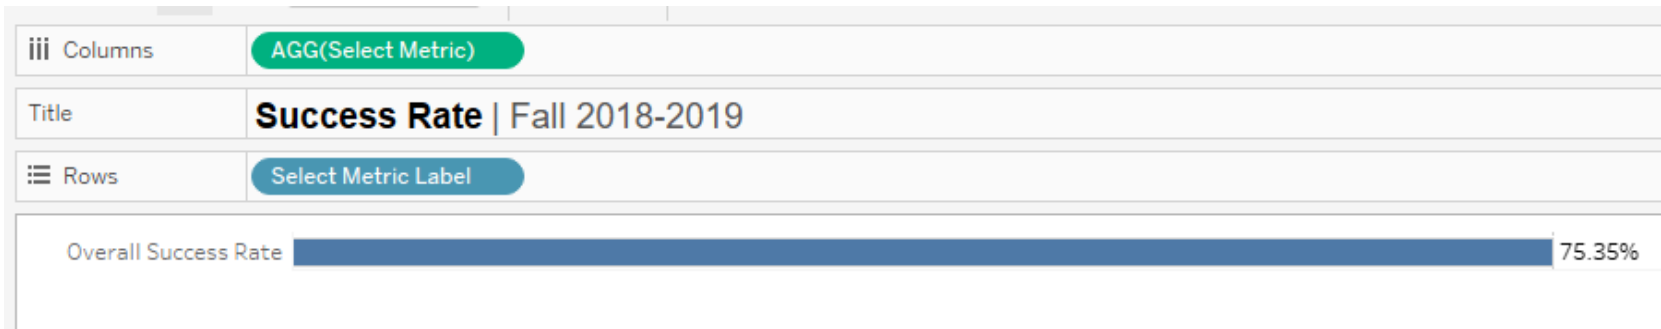 Columns AGG(Select Metric)
Title Success Rate | Fall 2018-2019
Rows Select Metric Label
Overall Success Rate 75.35%